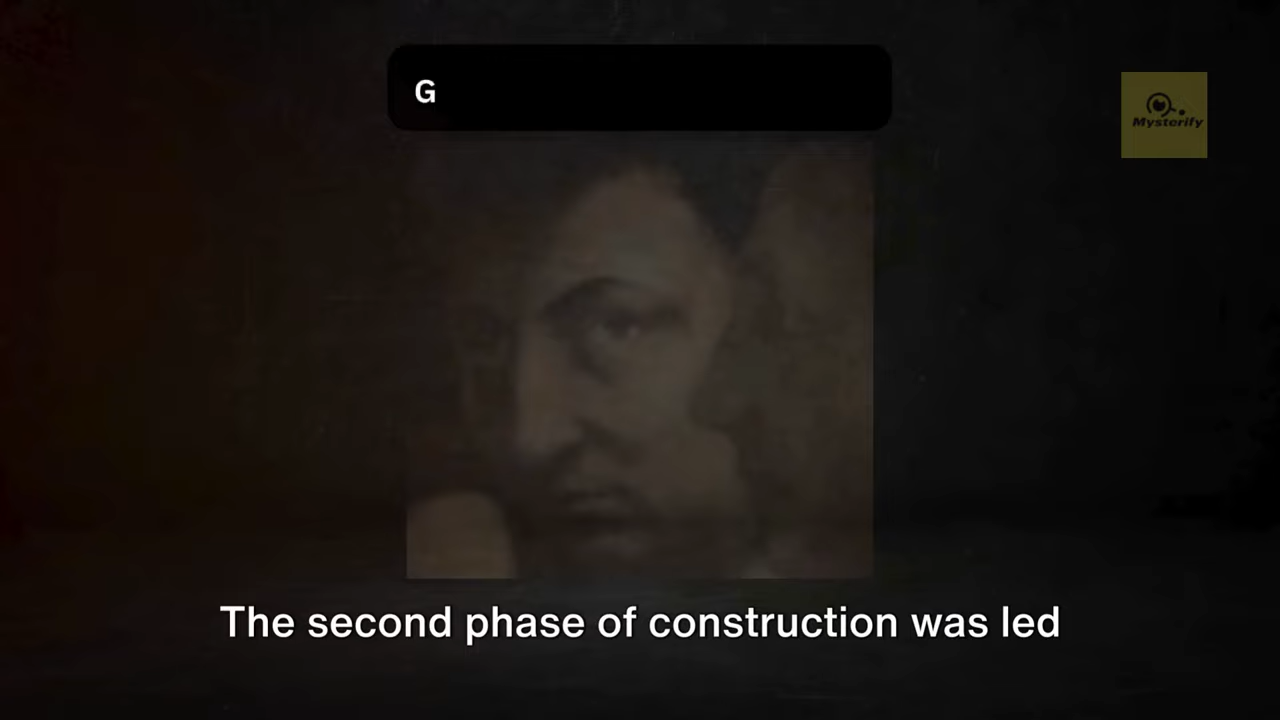 G
Mysterify
The second phase of construction was led